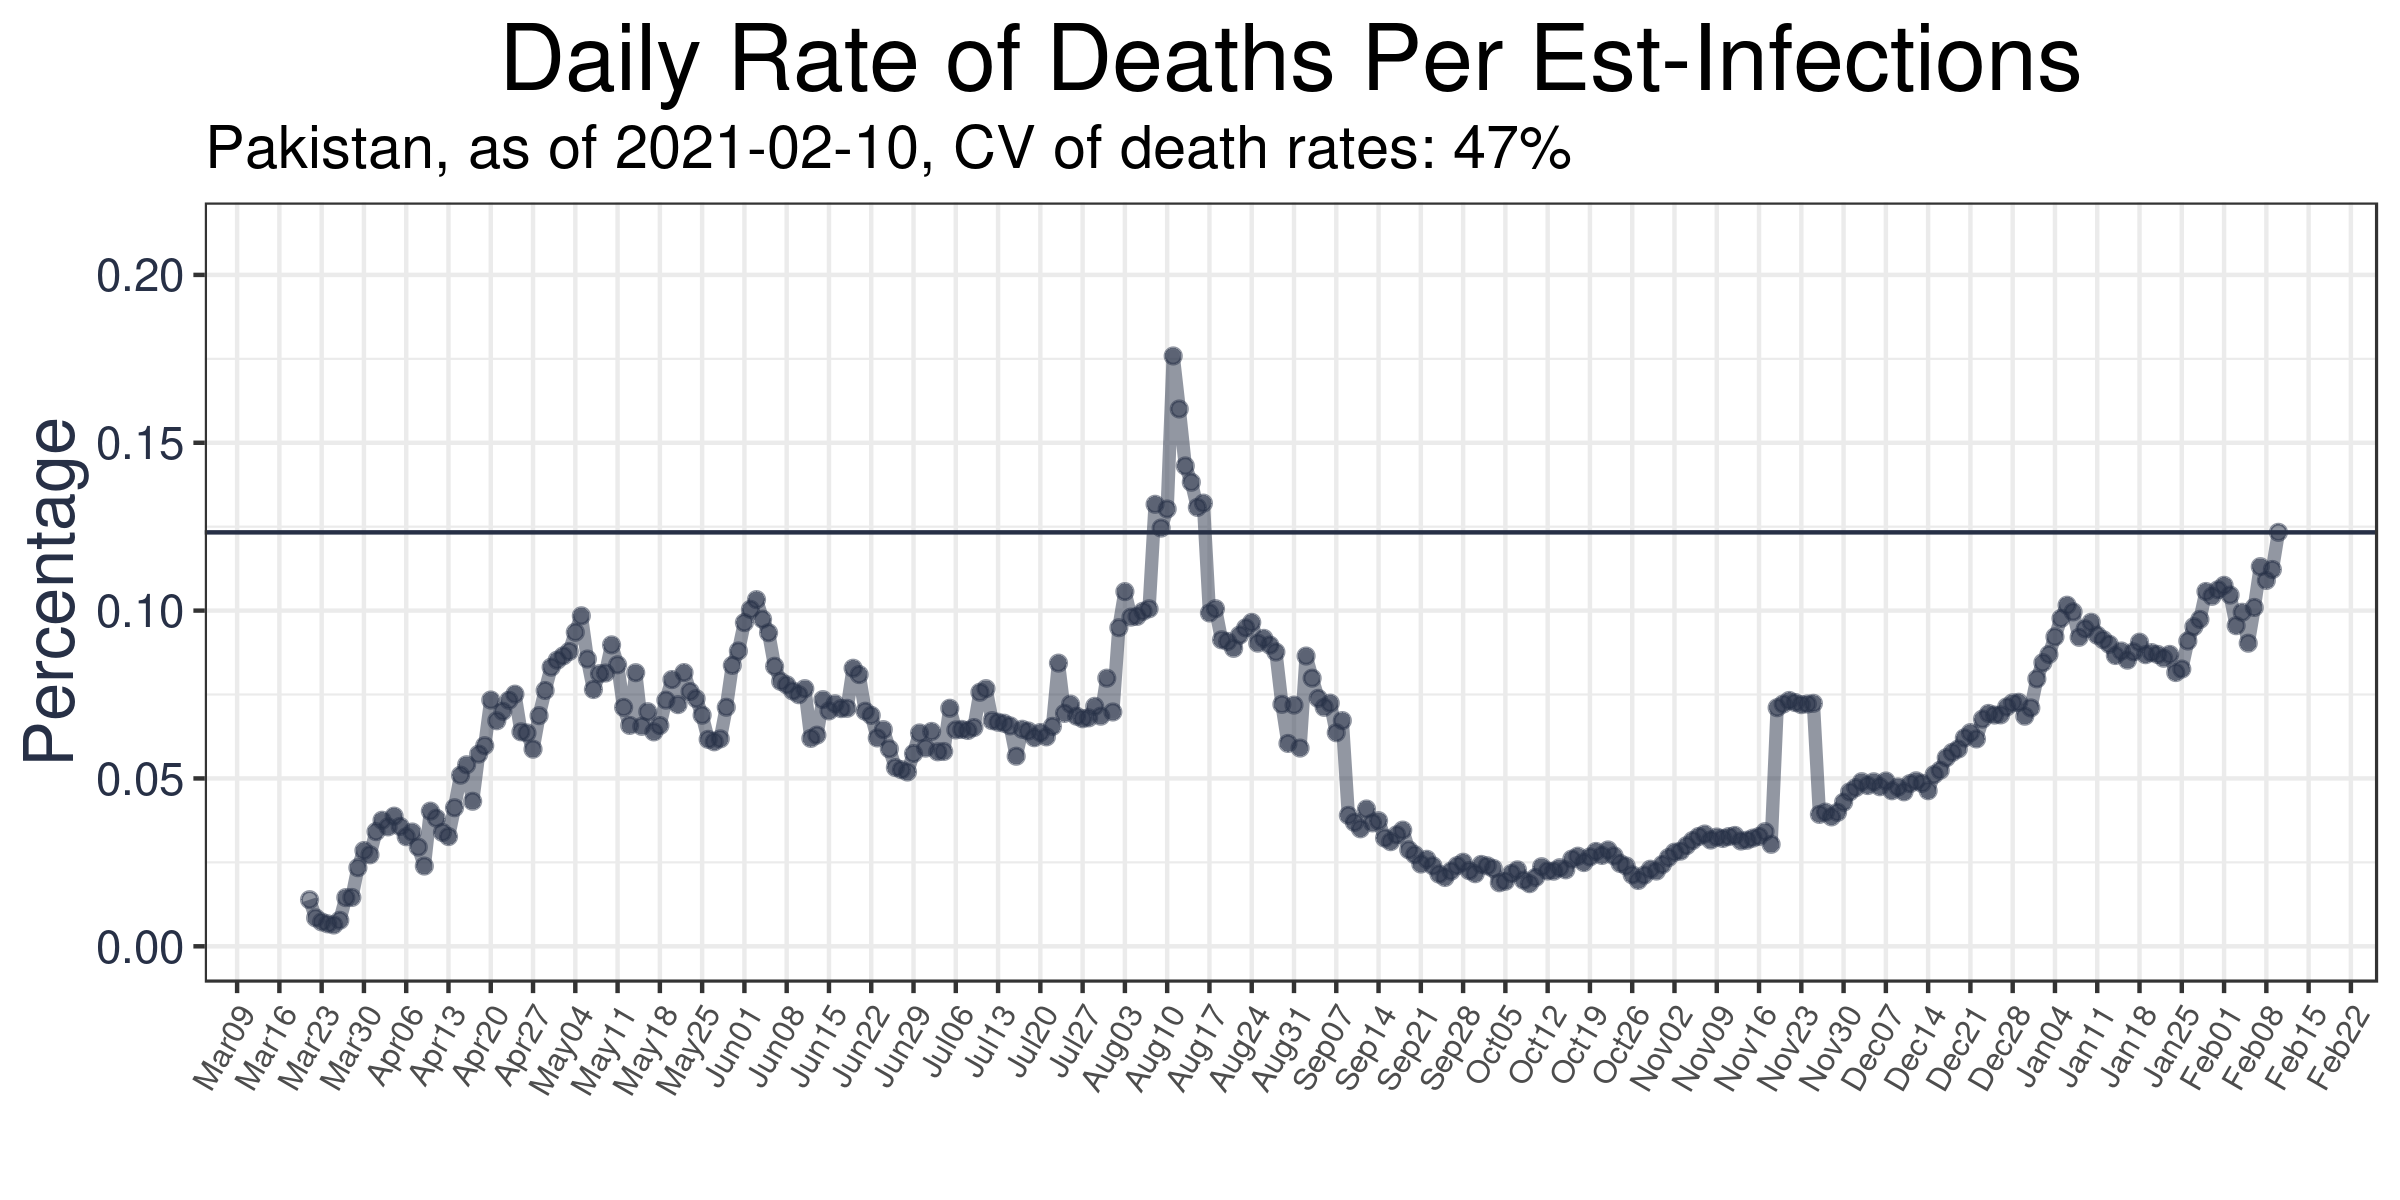 Daily Rate of Deaths Per Est-Infections
Pakistan, as of 2021-02-10, CV of death rates: 47%
Percentage
0.20
0.15
0.10
0.05
0.00
Mar09 Mar16 Mar23 Mar30 Apr06 Apr13 Apr20 Apr27 May04 May11 May18 May25 Jun01 Jun08 Jun15 Jun22 Jun29 Jul06 Jul13 Jul20 Jul27 Aug03 Aug10 Aug17 Aug24 Aug31 Sep07 Sep14 Sep21 Sep28 Oct05 Oct12 Oct19 Oct26 Nov02 Nov09 Nov16 Nov23 Nov30 Dec07 Dec14 Dec21 Dec28 Jan04 Jan11 Jan18 Jan25 Feb01 Feb08 Feb15 Feb22